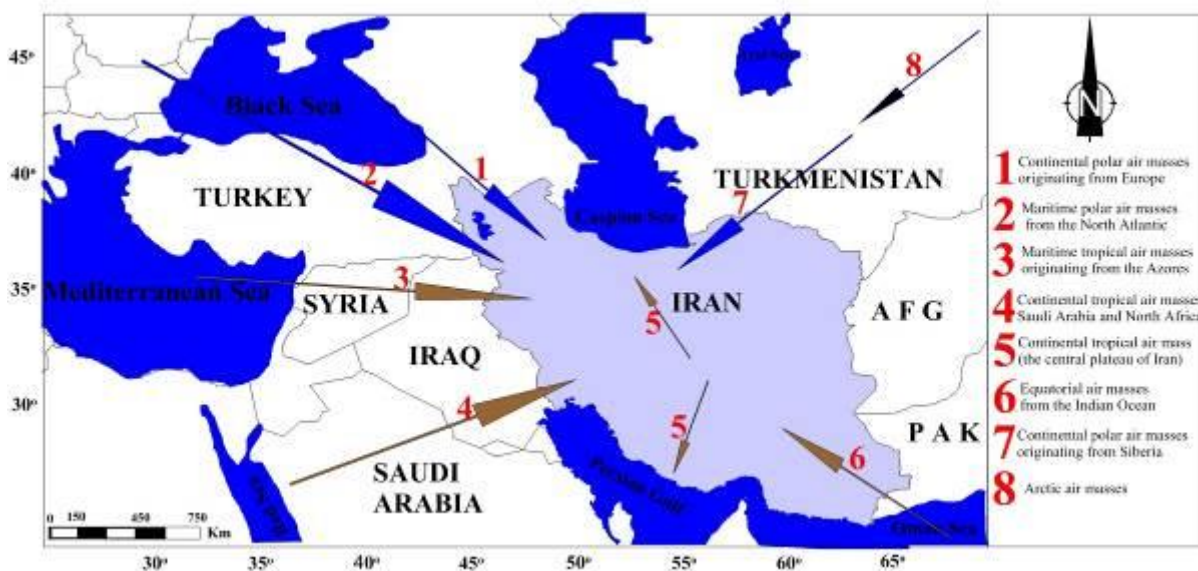 45°
40°
35°
30°
30°
35°
40°
45°
50°
55°
60°
65°
Black Sea
Aral Sea
8
1
2
TURKEY
TURKMENISTAN
7
Caspian Sea
Mediterranean Sea
3
SYRIA
IRAN
A F G
5
IRAQ
4
5
6
P A K
SAUDI
ARABIA
Persian Gulf
Red Sea
Oman Sea
0 150 450 750
Km
N
1 Continental polar air masses
originating from Europe
2 Maritime polar air masses
from the North Atlantic
3 Maritime tropical air masses
originating from the Azores
4 Continental tropical air masses
Saudi Arabia and North Africa
5 Continental tropical air mass
(the central plateau of Iran)
6 Equatorial air masses
from the Indian Ocean
7 Continental polar air masses
originating from Siberia
8 Arctic air masses